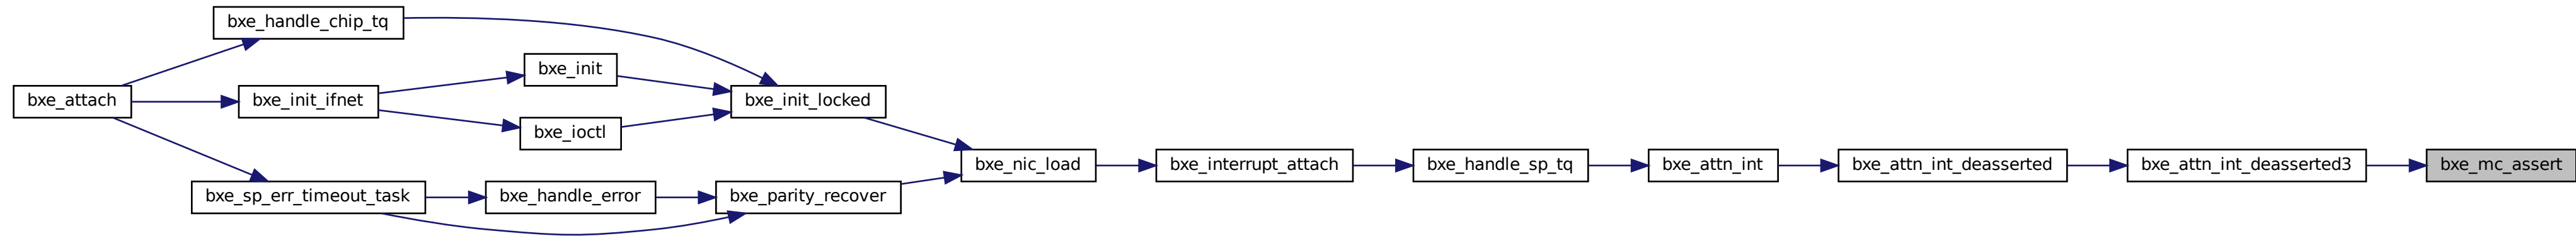 bxe_handle_chip_tq
bxe_init
bxe_attach
bxe_init_ifnet
bxe_init_locked
bxe_ioctl
bxe_nic_load
bxe_interrupt_attach
bxe_handle_sp_tq
bxe_attn_int
bxe_attn_int_deasserted
bxe_attn_int_deasserted3
bxe_mc_assert
bxe_sp_err_timeout_task
bxe_handle_error
bxe_parity_recover